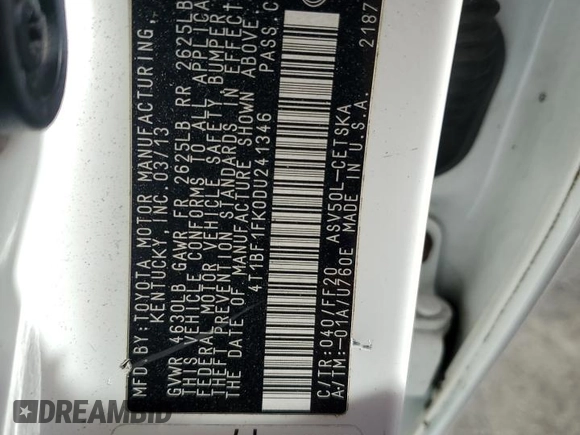 MFD. BY: TOYOTA MOTOR MANUFACTURING,
KENTUCKY INC. 03/13
GVWR 4630LB GAWR FR 2625LB RR 2625LB
THIS VEHICLE CONFORMS TO ALL APPLICA
FEDERAL MOTOR VEHICLE SAFETY BUMPER
THEFT PREVENTION STANDARDS IN EFFECT
THE DATE OF MANUFACTURE SHOWN ABOVE.
4T1BF1FK0DU241346 PASS.C
C/TR:040/FF20 ASV50L-CETSKA
A/TM:-01A/U760E MADE IN U.S.A. 2187
DREAMBID